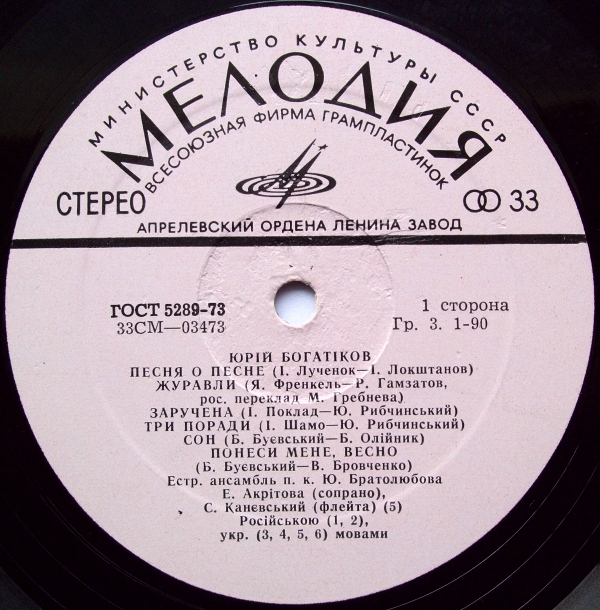 МИНИСТЕРСТВО КУЛЬТУРЫ СССР
МЕЛОДИЯ
ВСЕСОЮЗНАЯ ФИРМА ГРАМПЛАСТИНОК
СТЕРЕО
33
АПРЕЛЕВСКИЙ ОРДЕНА ЛЕНИНА ЗАВОД
ГОСТ 5289-73
33СМ—03473
1 сторона
Гр. 3. 1-90
ЮРІЙ БОГАТІКОВ
ПЕСНЯ О ПЕСНЕ (І. Лученок—І. Локштанов)
ЖУРАВЛИ (Я. Френкель—Р. Гамзатов,
рос. переклад М. Гребнева)
ЗАРУЧЕНА (І. Поклад—Ю. Рибчинський)
ТРИ ПОРАДИ (І. Шамо—Ю. Рибчинський)
СОН (Б. Буєвський—Б. Олійник)
ПОНЕСИ МЕНЕ, ВЕСНО
(Б. Буєвський—В. Бровченко)
Естр. ансамбль п. к. Ю. Братолюбова
Е. Акрітова (сопрано),
С. Канєвський (флейта) (5)
Російською (1, 2),
укр. (3, 4, 5, 6) мовами